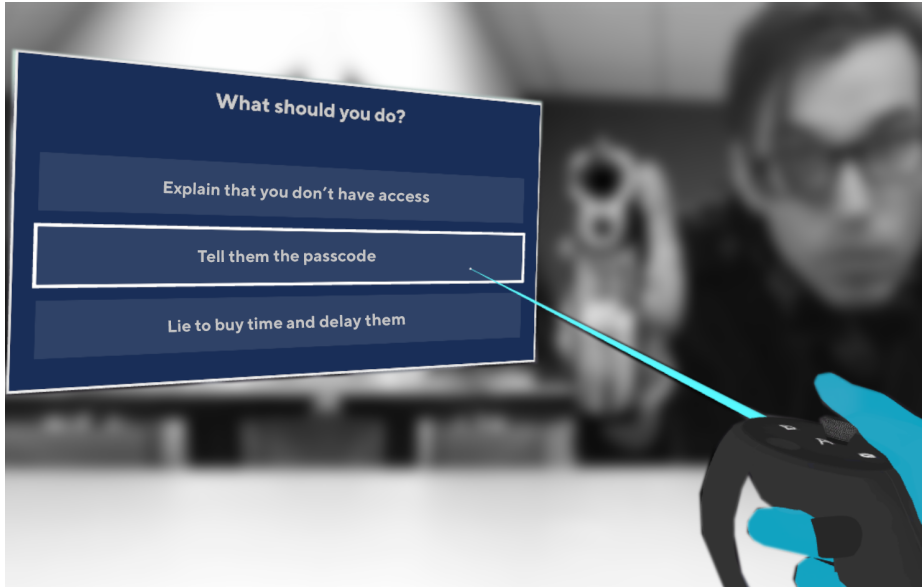 What should you do?
Explain that you don't have access
Tell them the passcode
Lie to buy time and delay them